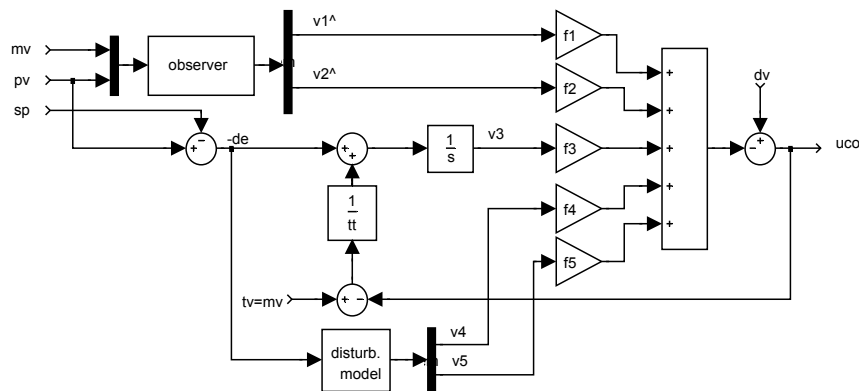 v1^
f1
mv
observer
pv
v2^
f2
dv
sp
+
+
-
+
-
-de
+
+
1
s
v3
f3
+
-
+
uco
1
tt
f4
+
f5
+
tv=mv
+
-
v4
disturb.
model
v5